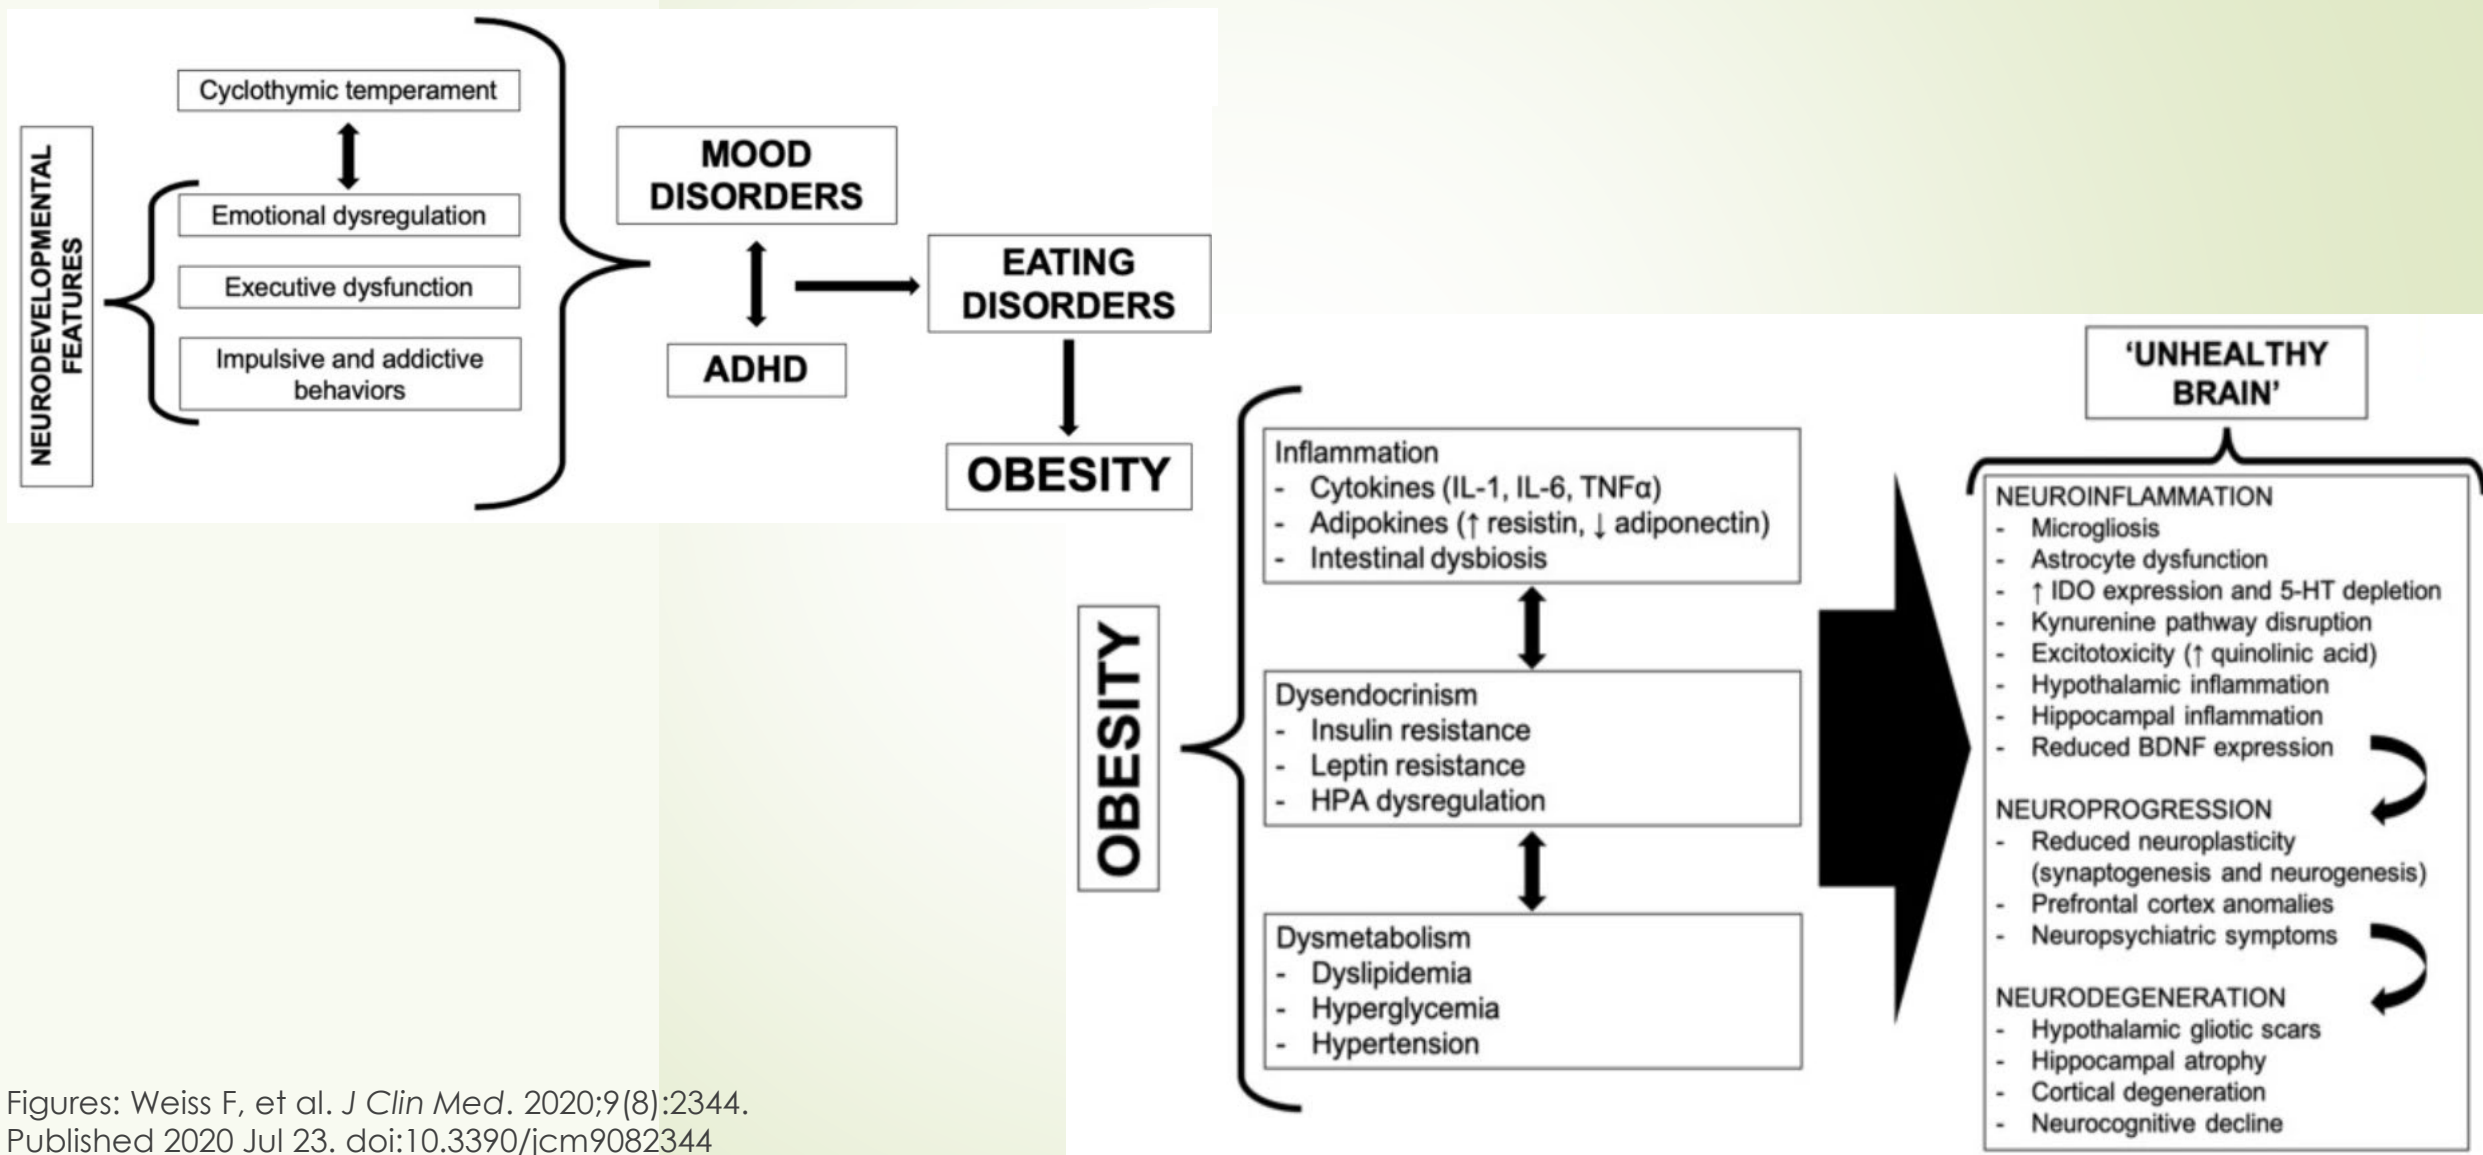 NEURODEVELOPMENTAL
FEATURES
Cyclothymic temperament
Emotional dysregulation
Executive dysfunction
Impulsive and addictive
behaviors
MOOD
DISORDERS
ADHD
EATING
DISORDERS
OBESITY
OBESITY
Inflammation
- Cytokines (IL-1, IL-6, TNFα)
- Adipokines (↑ resistin, ↓ adiponectin)
- Intestinal dysbiosis
Dysendocrinism
- Insulin resistance
- Leptin resistance
- HPA dysregulation
Dysmetabolism
- Dyslipidemia
- Hyperglycemia
- Hypertension
‘UNHEALTHY
BRAIN’
NEUROINFLAMMATION
- Microgliosis
- Astrocyte dysfunction
- ↑ IDO expression and 5-HT depletion
- Kynurenine pathway disruption
- Excitotoxicity (↑ quinolinic acid)
- Hypothalamic inflammation
- Hippocampal inflammation
- Reduced BDNF expression
NEUROPROGRESSION
- Reduced neuroplasticity
(synaptogenesis and neurogenesis)
- Prefrontal cortex anomalies
- Neuropsychiatric symptoms
NEURODEGENERATION
- Hypothalamic gliotic scars
- Hippocampal atrophy
- Cortical degeneration
- Neurocognitive decline
Figures: Weiss F, et al. J Clin Med. 2020;9(8):2344.
Published 2020 Jul 23. doi:10.3390/jcm9082344